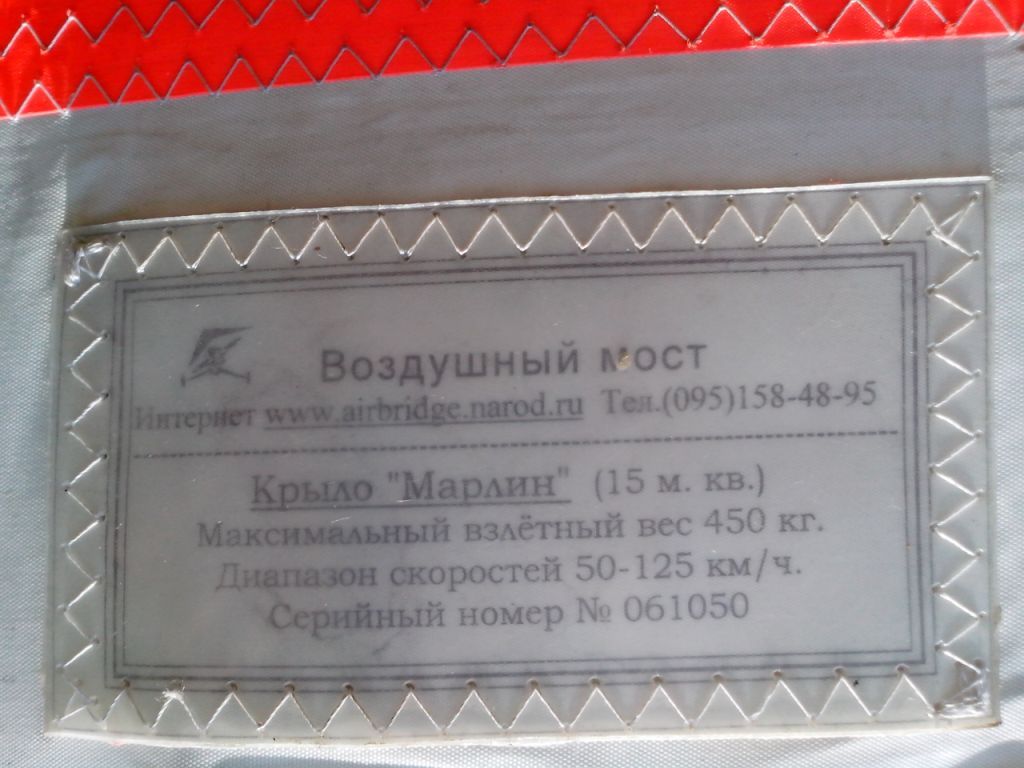 Воздушный мост
Интернет www.airbridge.narod.ru Тел.(095)158-48-95
Крыло "Марлин" (15 м. кв.)
Максимальный взлётный вес 450 кг.
Диапазон скоростей 50-125 км/ч.
Серийный номер № 061050